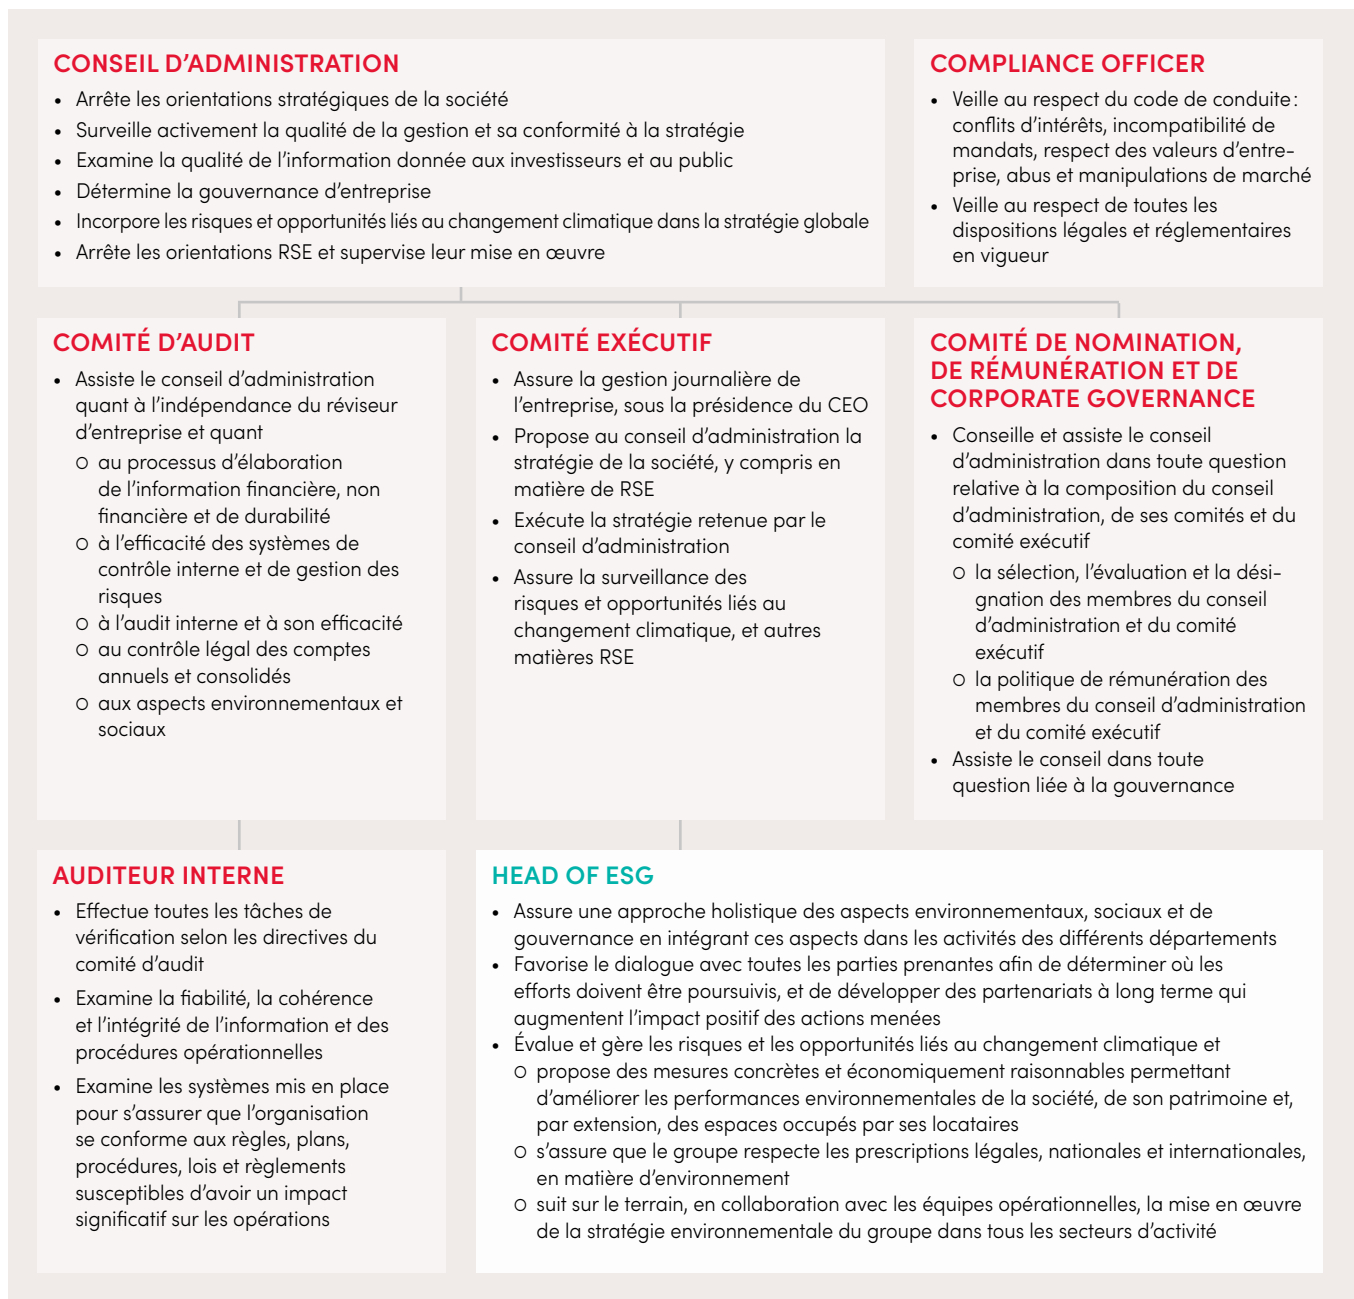 CONSEIL D’ADMINISTRATION
• Arrête les orientations stratégiques de la société
• Surveille activement la qualité de la gestion et sa conformité à la stratégie
• Examine la qualité de l’information donnée aux investisseurs et au public
• Détermine la gouvernance d’entreprise
• Incorpore les risques et opportunités liés au changement climatique dans la stratégie globale
• Arrête les orientations RSE et supervise leur mise en œuvre
COMPLIANCE OFFICER
• Veille au respect du code de conduite :
conflits d’intérêts, incompatibilité de
mandats, respect des valeurs d’entre-
prise, abus et manipulations de marché
• Veille au respect de toutes les
dispositions légales et réglementaires
en vigueur
COMITÉ D’AUDIT
• Assiste le conseil d’administration
quant à l’indépendance du réviseur
d’entreprise et quant
○ au processus d’élaboration
de l’information financière, non
financière et de durabilité
○ à l’efficacité des systèmes de
contrôle interne et de gestion des
risques
○ à l’audit interne et à son efficacité
○ au contrôle légal des comptes
annuels et consolidés
○ aux aspects environnementaux et
sociaux
COMITÉ EXÉCUTIF
• Assure la gestion journalière de
l’entreprise, sous la présidence du CEO
• Propose au conseil d’administration la
stratégie de la société, y compris en
matière de RSE
• Exécute la stratégie retenue par le
conseil d’administration
• Assure la surveillance des
risques et opportunités liés au
changement climatique, et autres
matières RSE
COMITÉ DE NOMINATION,
DE RÉMUNÉRATION ET DE
CORPORATE GOVERNANCE
• Conseille et assiste le conseil
d’administration dans toute question
relative à la composition du conseil
d’administration, de ses comités et du
comité exécutif
○ la sélection, l’évaluation et la dési-
gnation des membres du conseil
d’administration et du comité
exécutif
○ la politique de rémunération des
membres du conseil d’administration
et du comité exécutif
• Assiste le conseil dans toute
question liée à la gouvernance
AUDITEUR INTERNE
• Effectue toutes les tâches de
vérification selon les directives du
comité d’audit
• Examine la fiabilité, la cohérence
et l’intégrité de l’information et des
procédures opérationnelles
• Examine les systèmes mis en place
pour s’assurer que l’organisation
se conforme aux règles, plans,
procédures, lois et règlements
susceptibles d’avoir un impact
significatif sur les opérations
HEAD OF ESG
• Assure une approche holistique des aspects environnementaux, sociaux et de
gouvernance en intégrant ces aspects dans les activités des différents départements
• Favorise le dialogue avec toutes les parties prenantes afin de déterminer où les
efforts doivent être poursuivis, et de développer des partenariats à long terme qui
augmentent l’impact positif des actions menées
• Évalue et gère les risques et les opportunités liés au changement climatique et
○ propose des mesures concrètes et économiquement raisonnables permettant
d’améliorer les performances environnementales de la société, de son patrimoine et,
par extension, des espaces occupés par ses locataires
○ s’assure que le groupe respecte les prescriptions légales, nationales et internationales,
en matière d’environnement
○ suit sur le terrain, en collaboration avec les équipes opérationnelles, la mise en œuvre
de la stratégie environnementale du groupe dans tous les secteurs d’activité